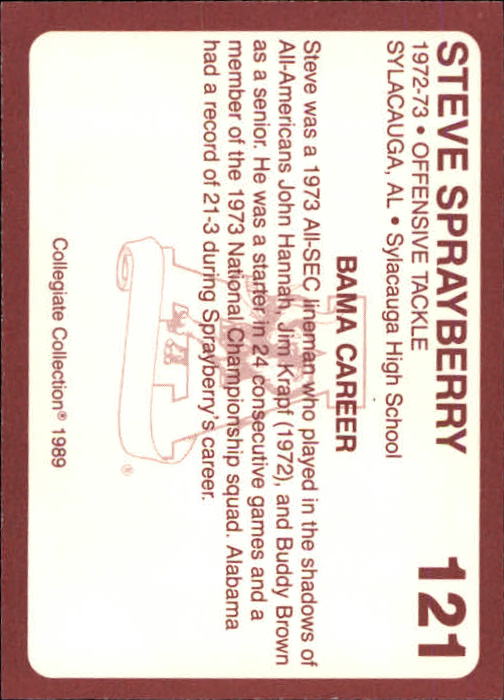 STEVE SPRAYBERRY 121
1972-73 • OFFENSIVE TACKLE
SYLACAUGA, AL • Sylacauga High School
BAMA CAREER
Steve was a 1973 All-SEC lineman who played in the shadows of
All-Americans John Hannah, Jim Krapf (1972), and Buddy Brown
as a senior. He was a starter in 24 consecutive games and a
member of the 1973 National Championship squad. Alabama
had a record of 21-3 during Sprayberry's career.
Collegiate Collection® 1989
®